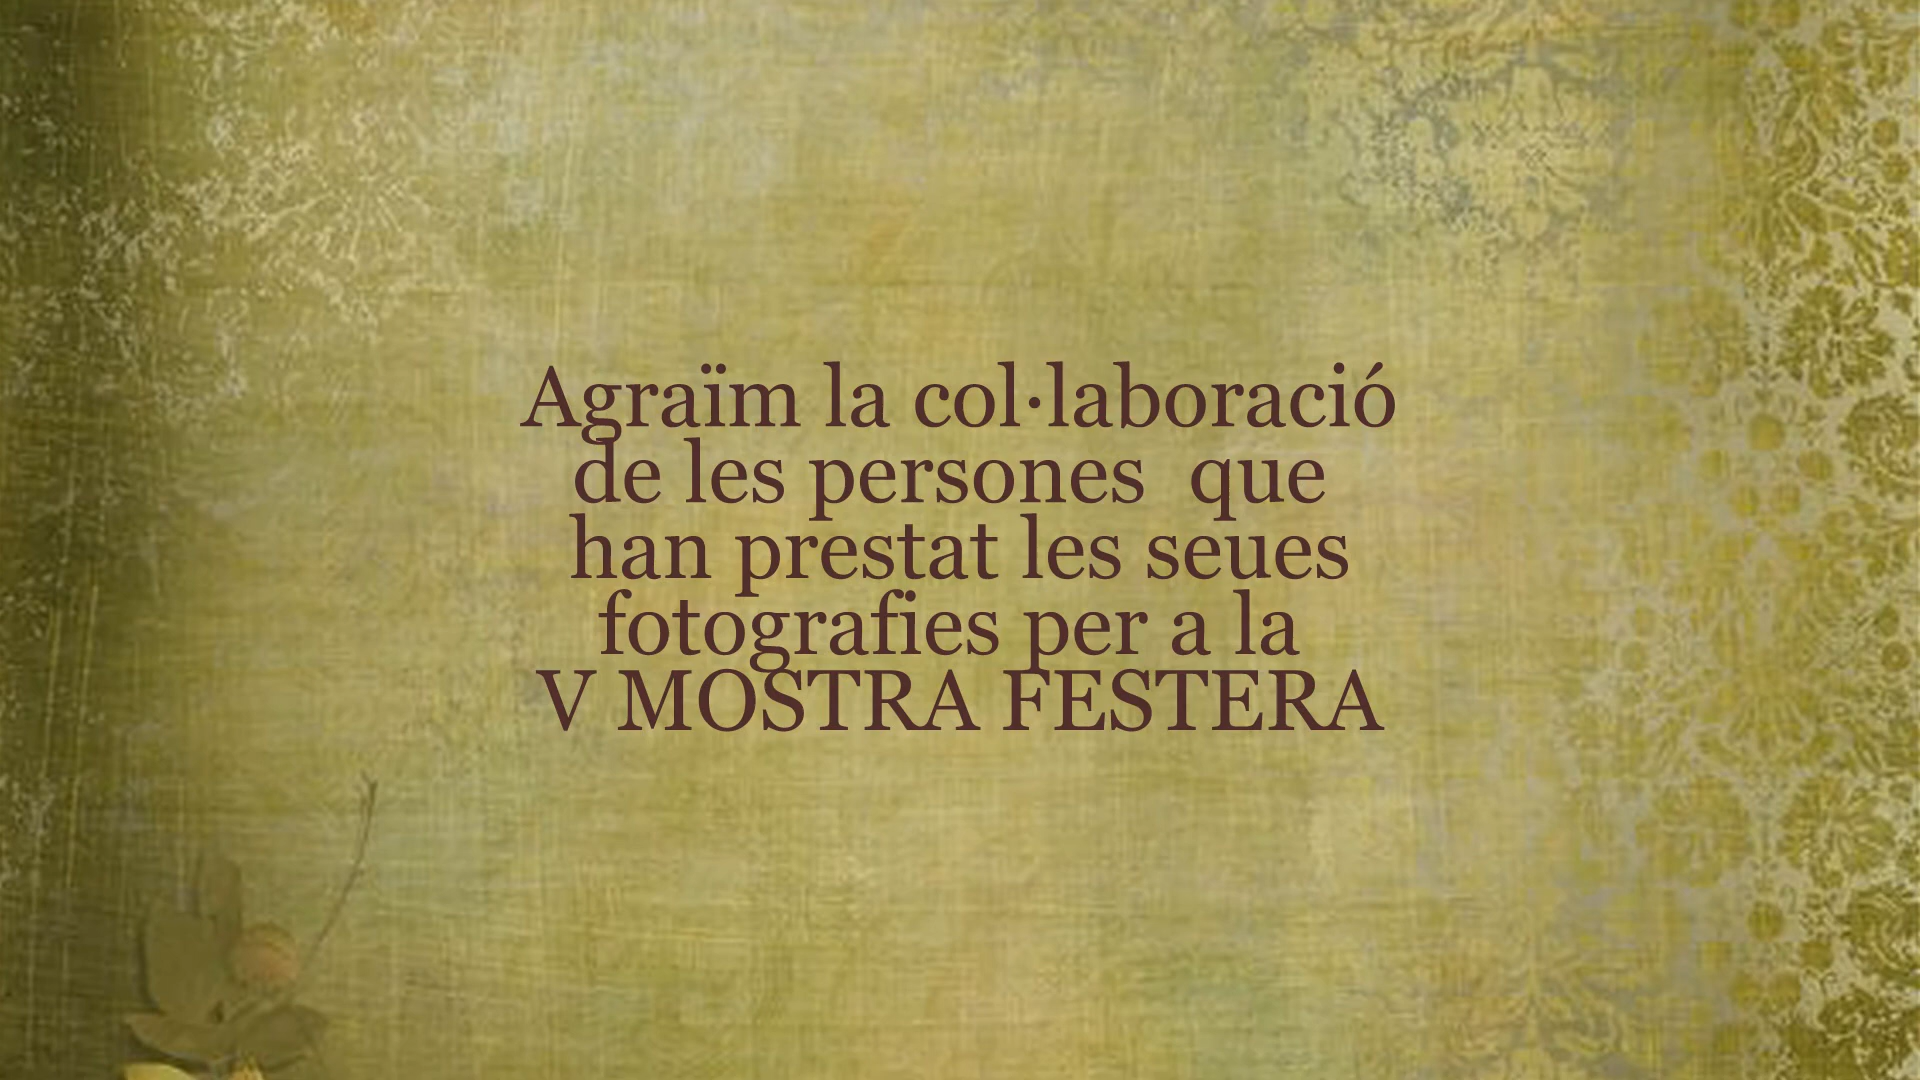 Agraïm la col·laboració
de les persones  que
han prestat les seues
fotografies per a la
V MOSTRA FESTERA